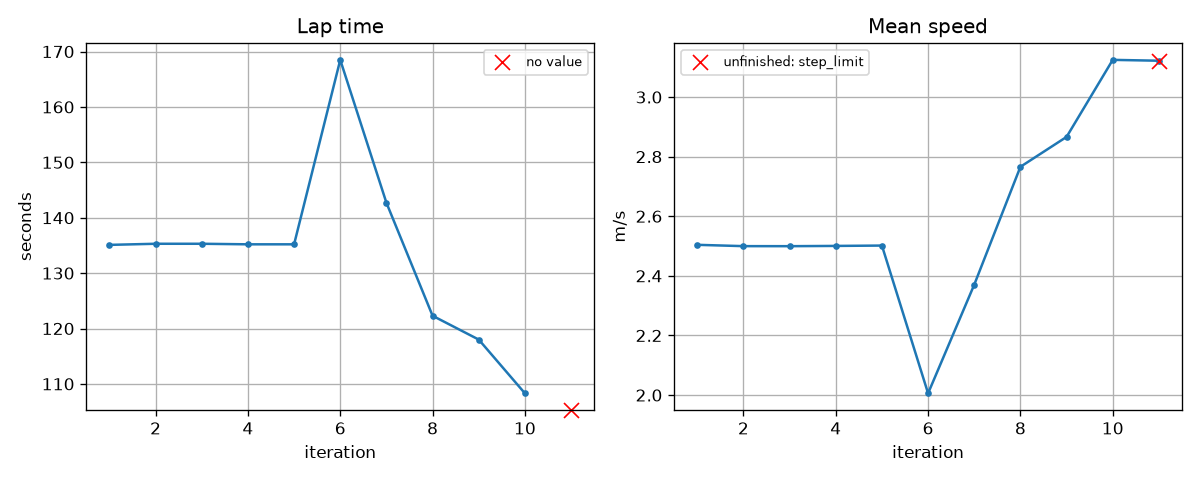 Lap time
170
160
150
140
130
120
110
seconds
2
4
6
8
10
iteration
no value
Mean speed
3.0
2.8
2.6
2.4
2.2
2.0
m/s
2
4
6
8
10
iteration
unfinished: step_limit